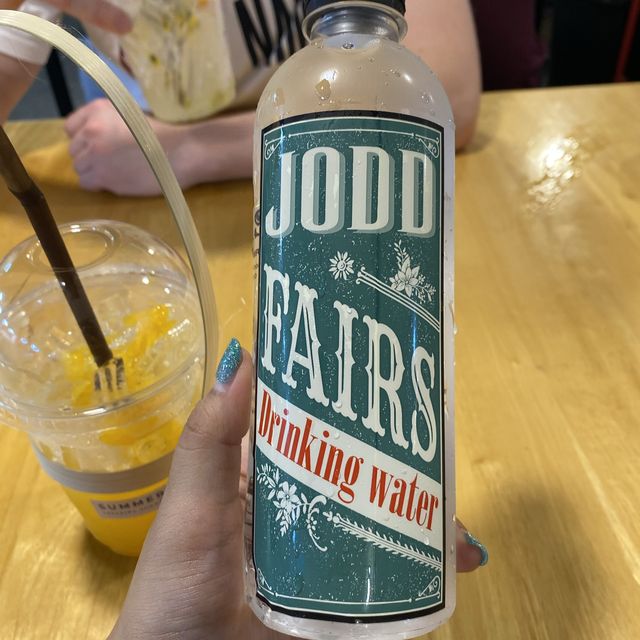 JODD
FAIRS
Drinking water
SUMMER